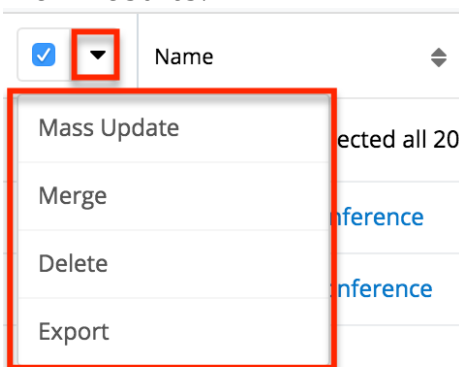 Name
Mass Update
ected all 20
Merge
nference
Delete
nference
Export